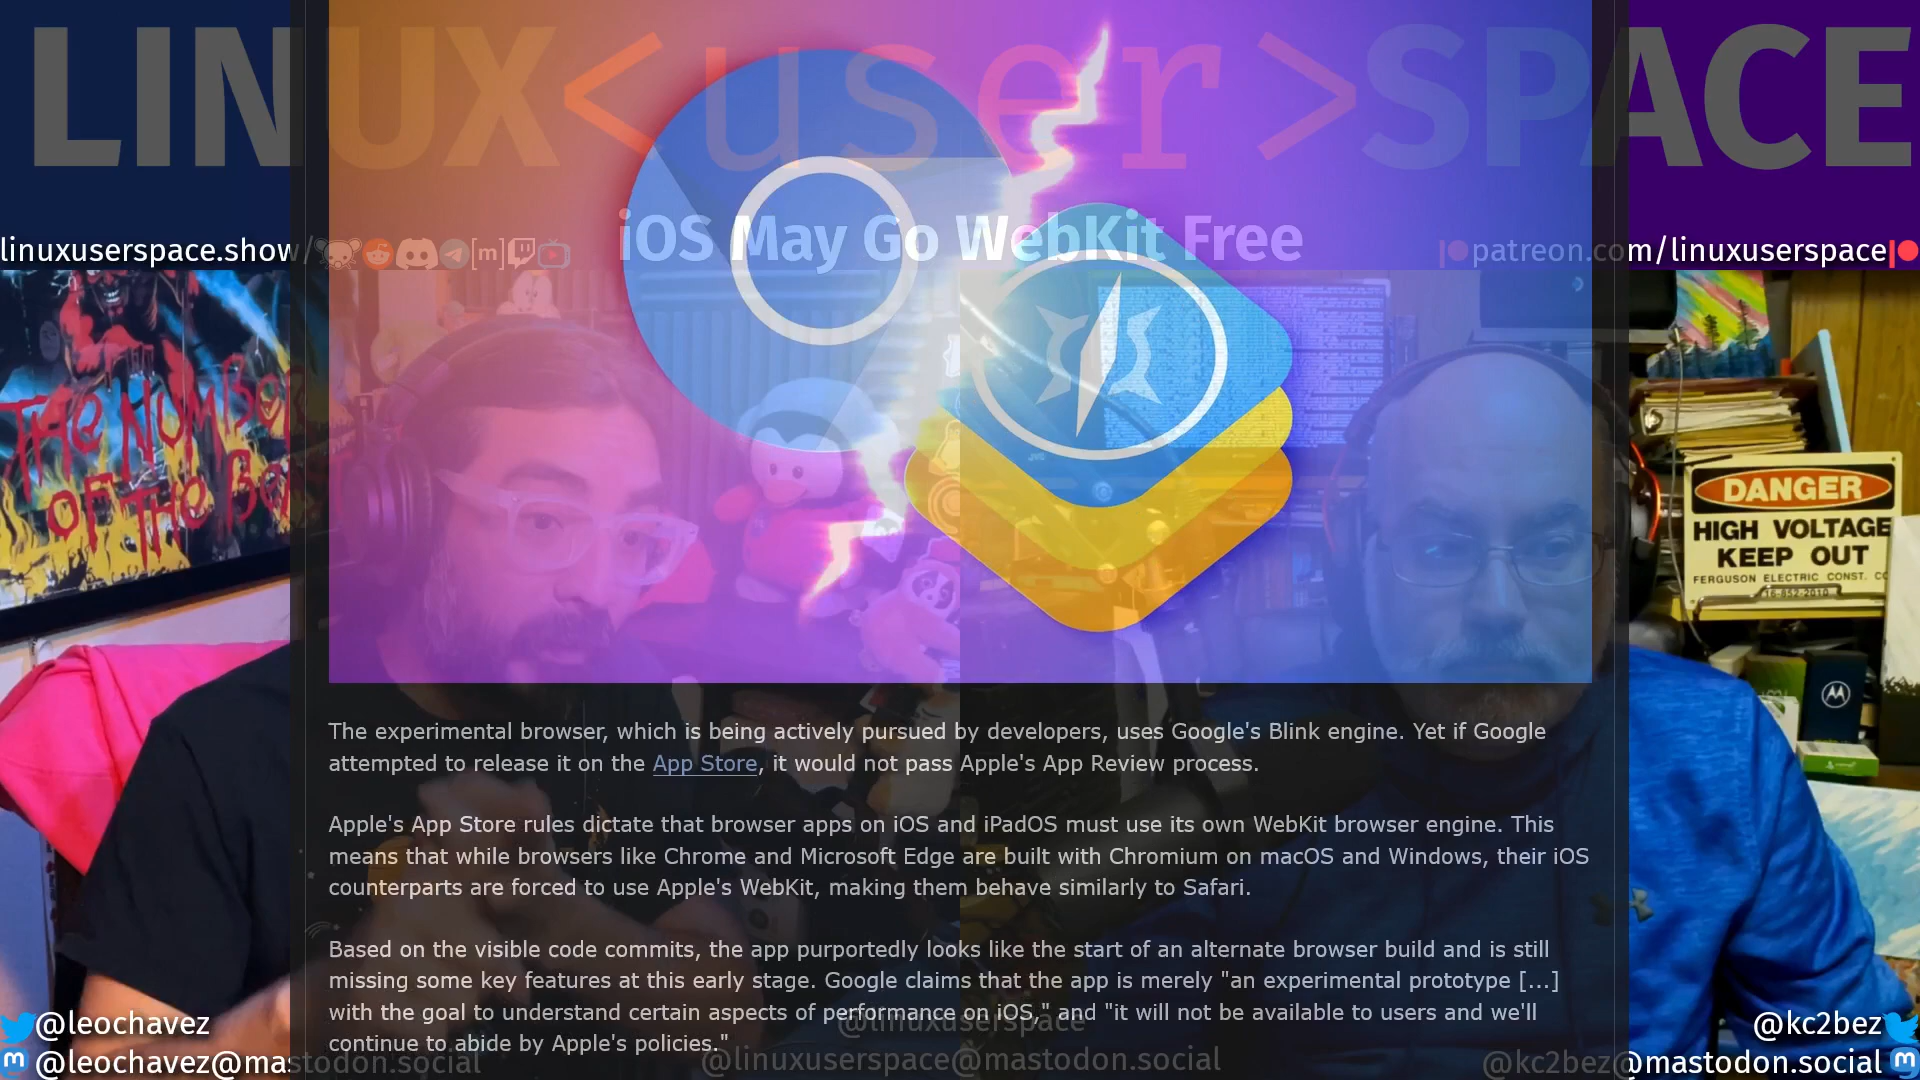 LINUX<user>SPACE
linuxuserspace.show/
[m]
iOS May Go WebKit Free
patreon.com/linuxuserspace
THE NUMBER
OF THE BEA
DANGER
HIGH VOLTAGE
KEEP OUT
FERGUSON ELECTRIC CONST. CO
16-852-2010
The experimental browser, which is being actively pursued by developers, uses Google's Blink engine. Yet if Google
attempted to release it on the App Store, it would not pass Apple's App Review process.
Apple's App Store rules dictate that browser apps on iOS and iPadOS must use its own WebKit browser engine. This
means that while browsers like Chrome and Microsoft Edge are built with Chromium on macOS and Windows, their iOS
counterparts are forced to use Apple's WebKit, making them behave similarly to Safari.
Based on the visible code commits, the app purportedly looks like the start of an alternate browser build and is still
missing some key features at this early stage. Google claims that the app is merely "an experimental prototype [...]
with the goal to understand certain aspects of performance on iOS," and "it will not be available to users and we'll
continue to abide by Apple's policies."
@leochavez
@leochavez@mastodon.social
@linuxuserspace
@linuxuserspace@mastodon.social
@kc2bez
@kc2bez@mastodon.social